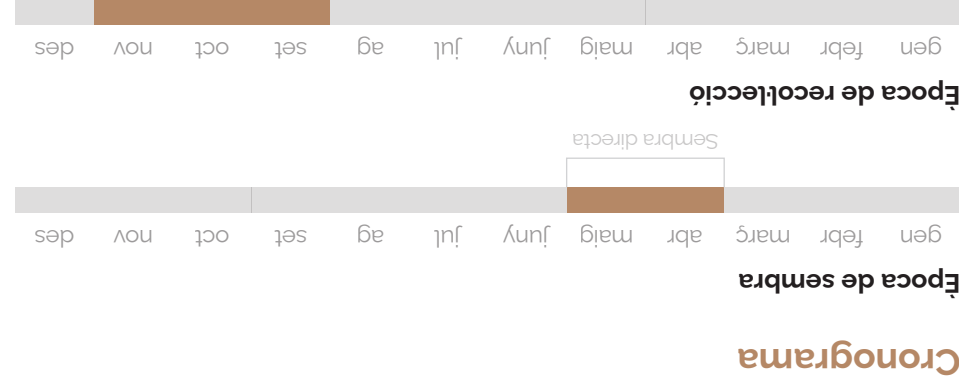 Cronograma
Època de sembra
gen febr març abr maig juny jul ag set oct nov des
Sembra directa
Època de recol·lecció
gen febr març abr maig juny jul ag set oct nov des